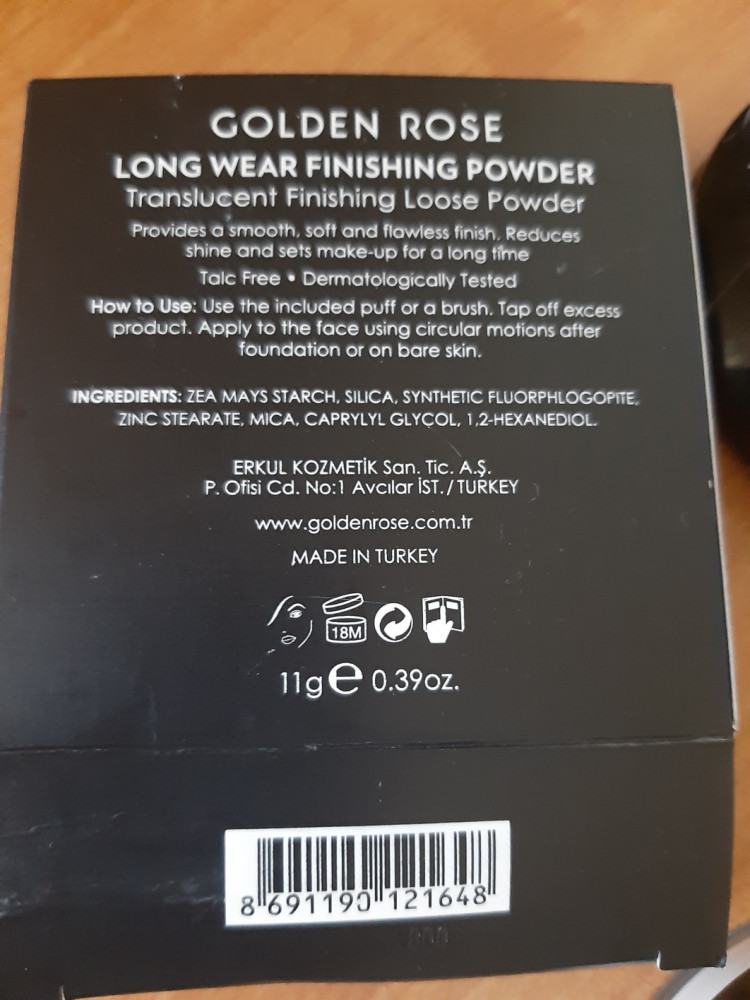 GOLDEN ROSE
LONG WEAR FINISHING POWDER
Translucent Finishing Loose Powder
Provides a smooth, soft and flawless finish. Reduces
shine and sets make-up for a long time
Talc Free • Dermatologically Tested
How to Use: Use the included puff or a brush. Tap off excess
product. Apply to the face using circular motions after
foundation or on bare skin.
INGREDIENTS: ZEA MAYS STARCH, SILICA, SYNTHETIC FLUORPHLOGOPITE,
ZINC STEARATE, MICA, CAPRYLYL GLYCOL, 1,2-HEXANEDIOL.
ERKUL KOZMETİK San. Tic. A.Ş.
P. Ofisi Cd. No:1 Avcılar İST./TURKEY
www.goldenrose.com.tr
MADE IN TURKEY
18M
11g e 0.39oz.
8 691190 121648